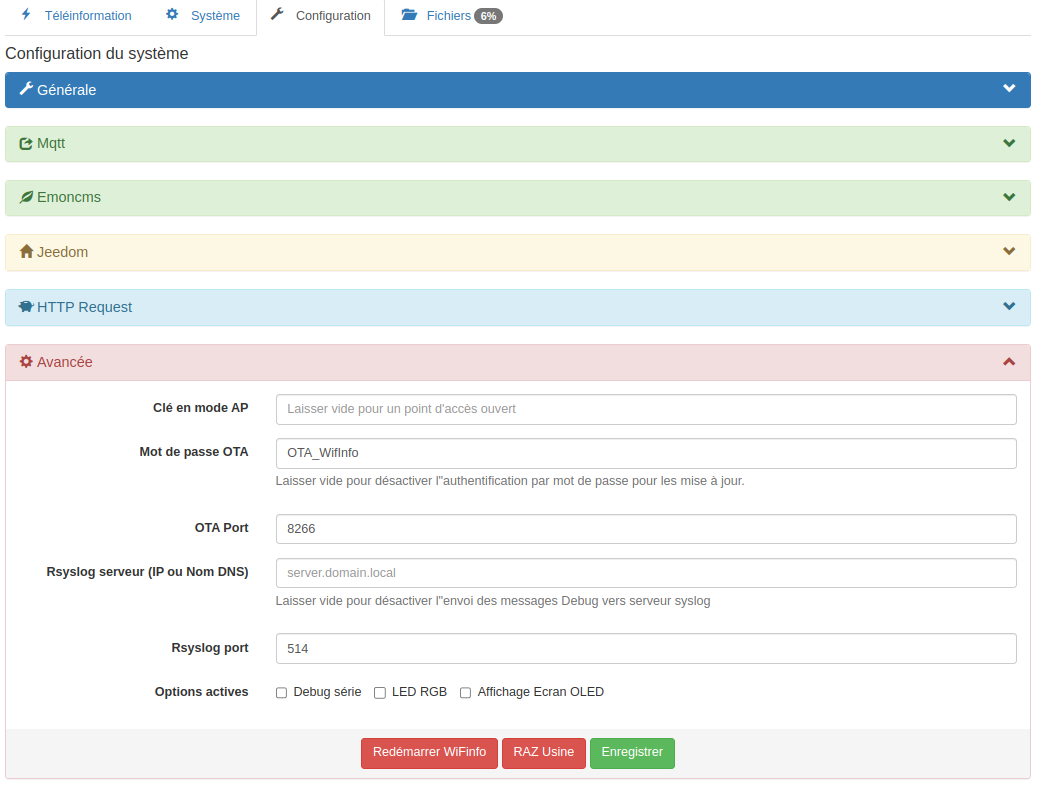 Téléinformation Système Configuration Fichiers 6%
Configuration du système
Générale
Mqtt
Emoncms
Jeedom
HTTP Request
Avancée
Clé en mode AP Laisser vide pour un point d'accès ouvert
Mot de passe OTA OTA_WifInfo
Laisser vide pour désactiver l"authentification par mot de passe pour les mise à jour.
OTA Port 8266
Rsyslog serveur (IP ou Nom DNS) server.domain.local
Laisser vide pour désactiver l"envoi des messages Debug vers serveur syslog
Rsyslog port 514
Options actives Debug série LED RGB Affichage Ecran OLED
Redémarrer WiFinfo RAZ Usine Enregistrer